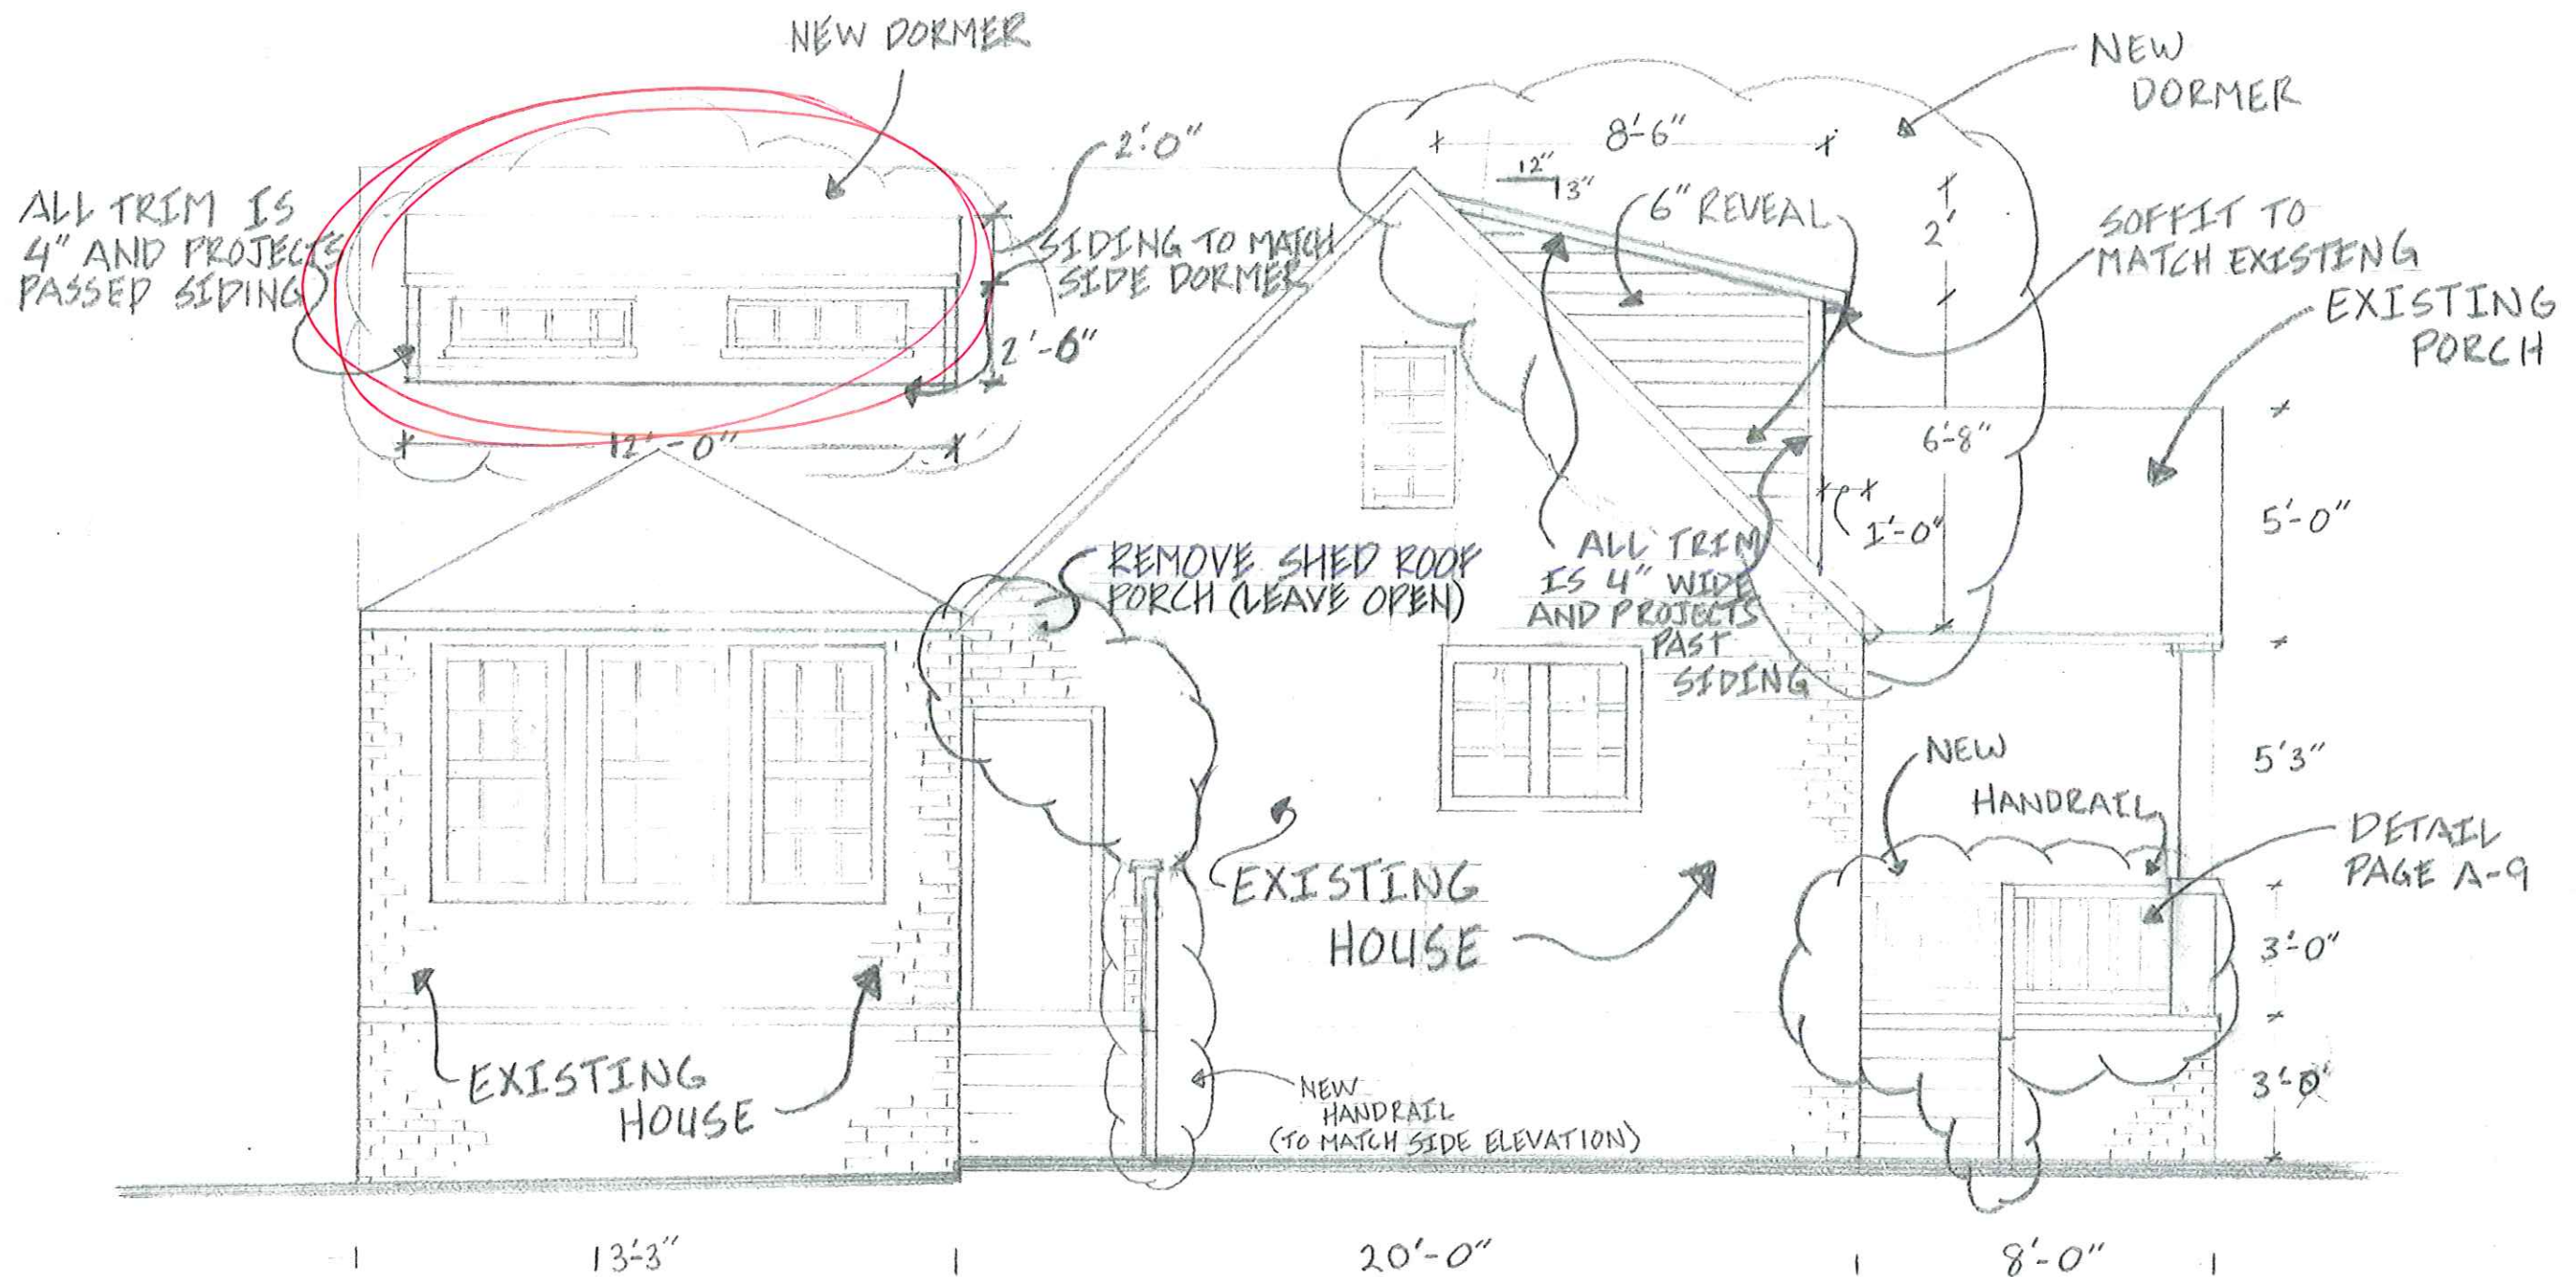 NEW DORMER
NEW
DORMER
2'-0"
8'-6"
12"
3"
ALL TRIM IS
4" AND PROJECTS
PASSED SIDING
SIDING TO MATCH
SIDE DORMER
6" REVEAL
2'
SOFFIT TO
MATCH EXISTING
EXISTING
PORCH
2'-6"
12'-0"
6'-8"
5'-0"
1'-0"
REMOVE SHED ROOF
PORCH (LEAVE OPEN)
ALL TRIM
IS 4" WIDE
AND PROJECTS
PAST
SIDING
NEW
HANDRAIL
5'3"
DETAIL
PAGE A-9
EXISTING
HOUSE
3'-0"
EXISTING
HOUSE
NEW
HANDRAIL
(TO MATCH SIDE ELEVATION)
3'-0"
13'-3"
20'-0"
8'-0"